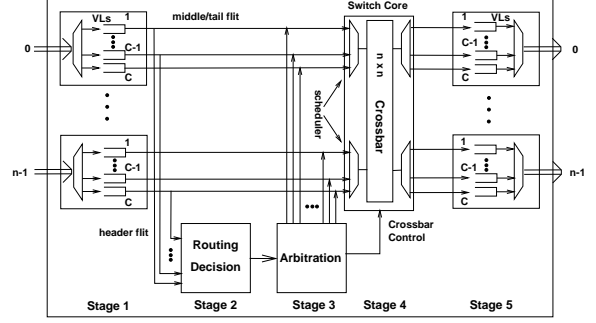 Switch Core
VLs
1
C-1
C
middle/tail flit
1
VLs
C-1
C
0
0
n x n
Crossbar
scheduler
1
C-1
C
1
C-1
C
n-1
n-1
header flit
Routing
Decision
Arbitration
Crossbar
Control
Stage 1
Stage 2
Stage 3
Stage 4
Stage 5